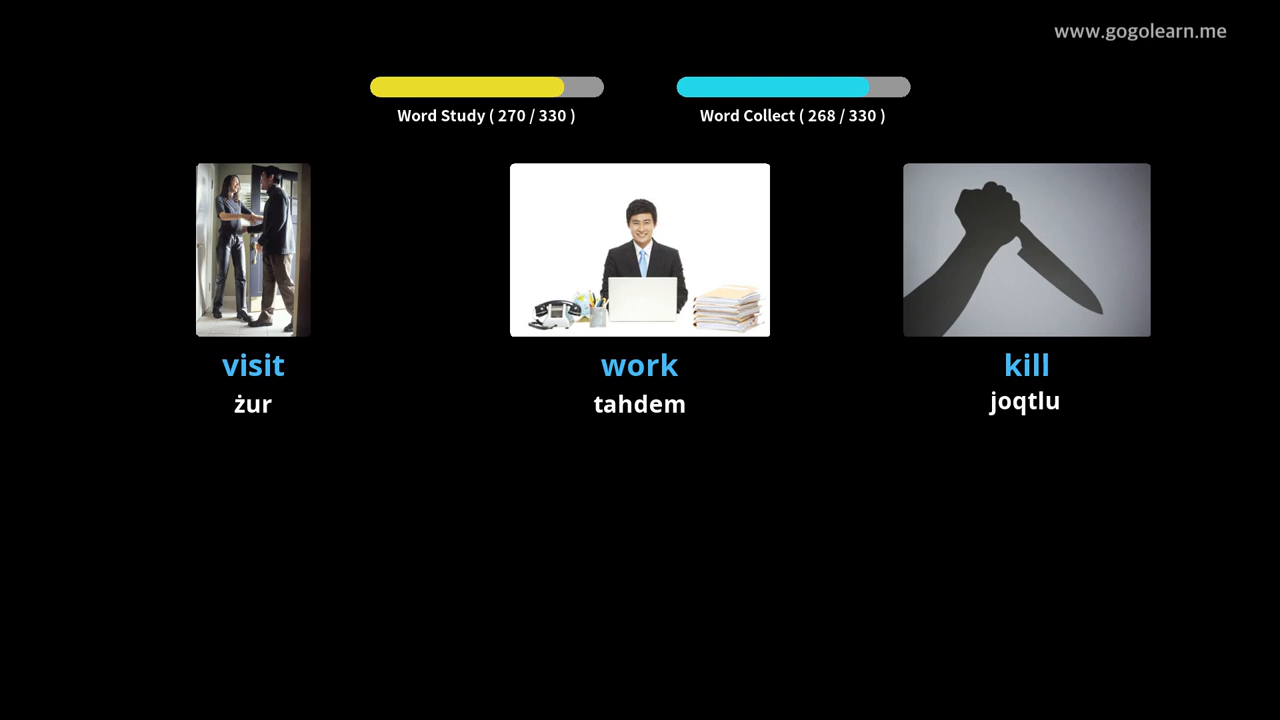 www.gogolearn.me
Word Study ( 270 / 330 )
Word Collect ( 268 / 330 )
visit
żur
work
tahdem
kill
joqtlu